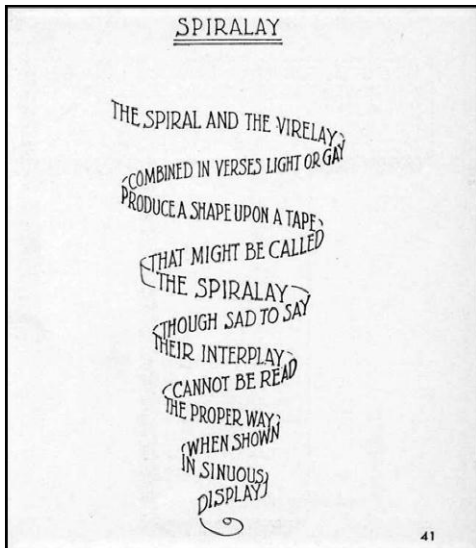 SPIRALAY
THE SPIRAL AND THE VIRELAY
COMBINED IN VERSES LIGHT OR GAY
PRODUCE A SHAPE UPON A TAPE
THAT MIGHT BE CALLED
THE SPIRALAY
THOUGH SAD TO SAY
THEIR INTERPLAY
CANNOT BE READ
THE PROPER WAY
WHEN SHOWN
IN SINUOUS
DISPLAY
41